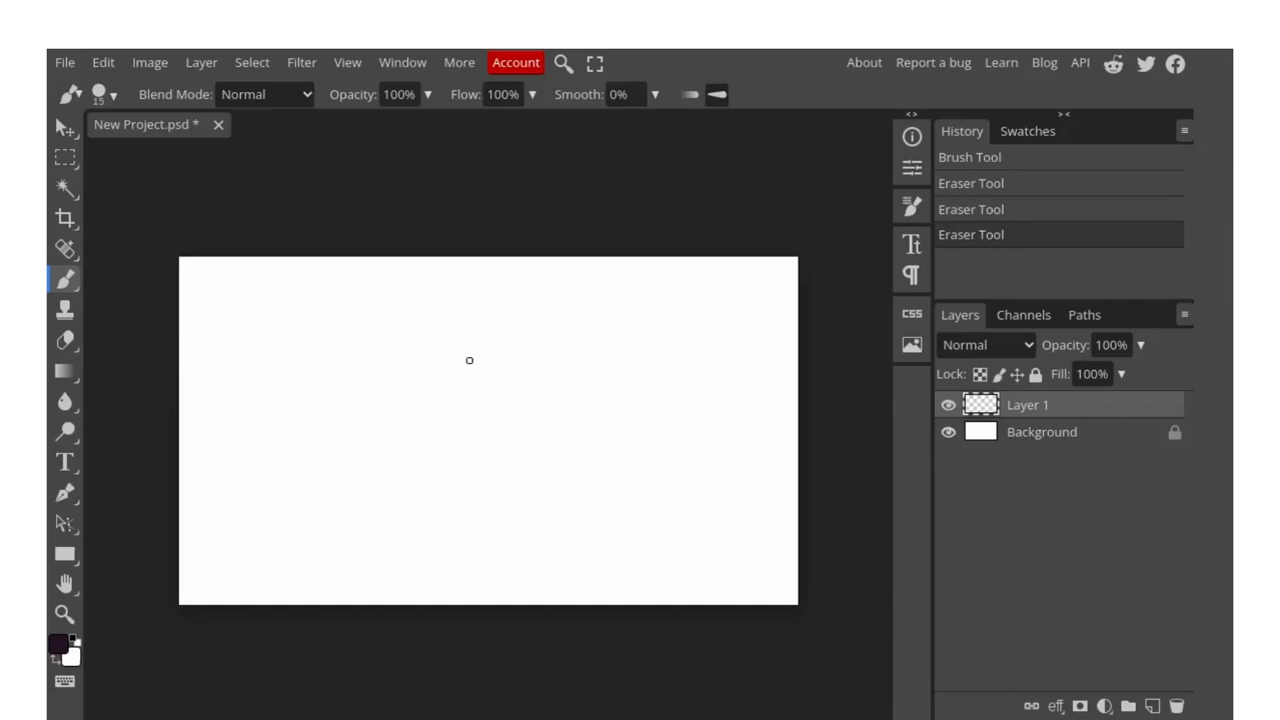 File Edit Image Layer Select Filter View Window More Account About Report a bug Learn Blog API
15 Blend Mode: Normal Opacity: 100% Flow: 100% Smooth: 0%
New Project.psd *
History Swatches
Brush Tool
Eraser Tool
Eraser Tool
Eraser Tool
CSS
Layers Channels Paths
Normal Opacity: 100%
Lock: Fill: 100%
Layer 1
Background
eff